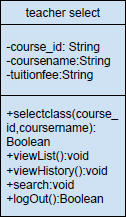 teacher select
-course_id: String
-coursename:String
-tuitionfee:String
+selectclass(course_
id,coursername):
Boolean
+viewList():void
+viewHistory():void
+search:void
+logOut():Boolean